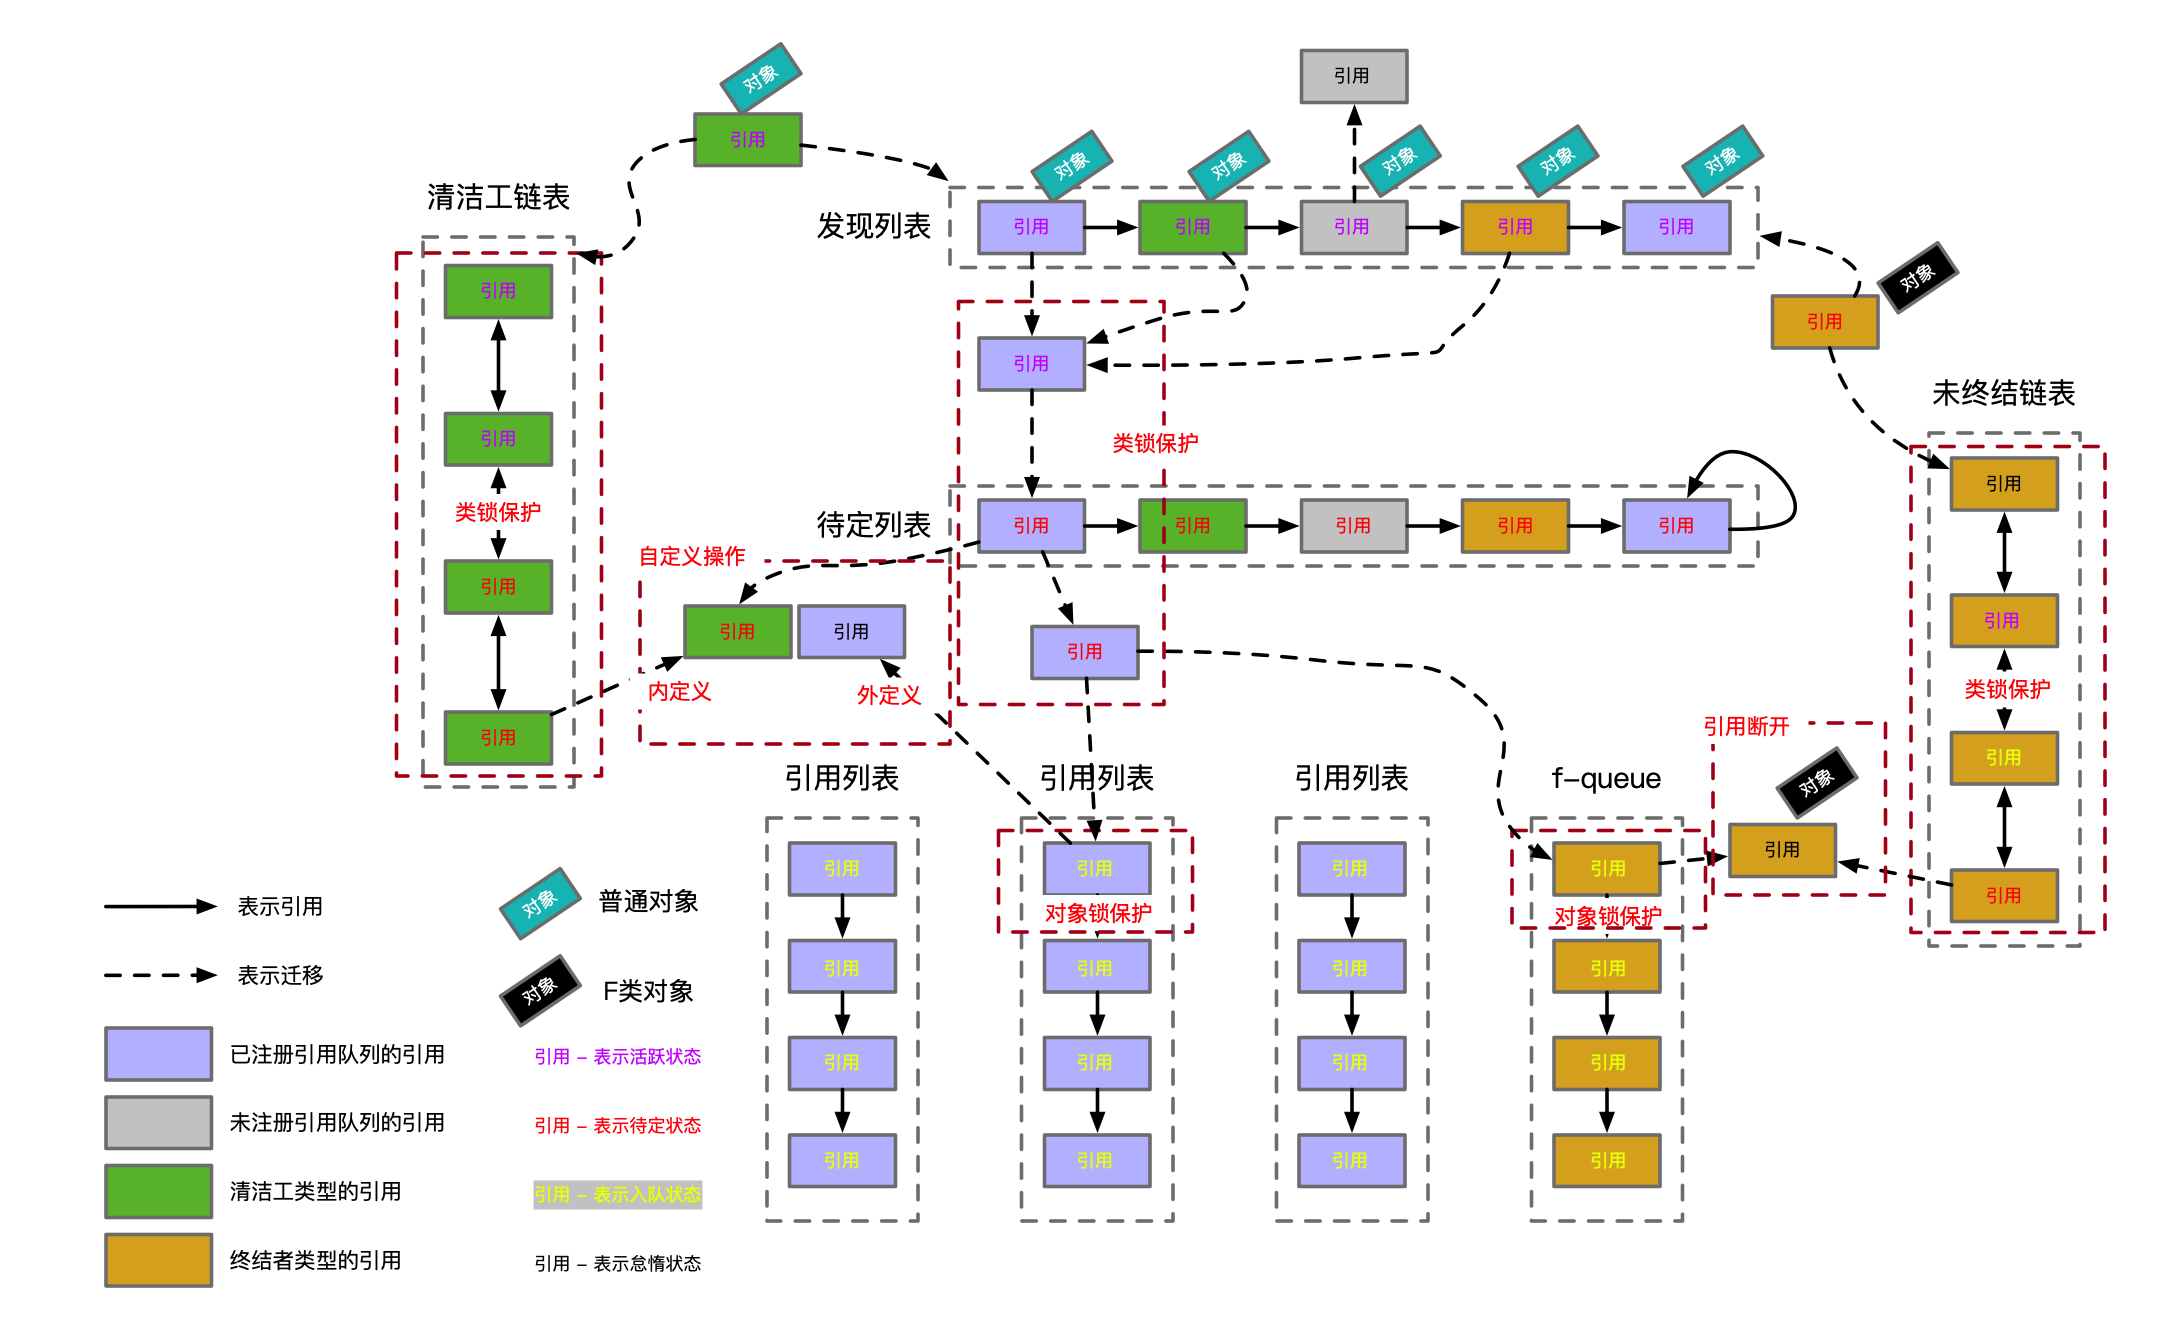 对象
引用
引用
对象
对象
对象
对象
对象
清洁工链表
发现列表
引用
引用
引用
引用
引用
对象
引用
引用
引用
引用
未终结链表
引用
类锁保护
引用
类锁保护
待定列表
引用
引用
引用
引用
引用
自定义操作
引用
引用
引用
引用
引用
内定义
外定义
类锁保护
引用
引用断开
引用
对象
引用列表
引用列表
引用列表
f-queue
引用
引用
引用
引用
引用
引用
对象锁保护
对象锁保护
引用
引用
引用
引用
引用
引用
引用
引用
引用
引用
引用
引用
表示引用
对象
普通对象
表示迁移
对象
F类对象
已注册引用队列的引用
引用 – 表示活跃状态
未注册引用队列的引用
引用 – 表示待定状态
清洁工类型的引用
引用 – 表示入队状态
终结者类型的引用
引用 – 表示怠惰状态